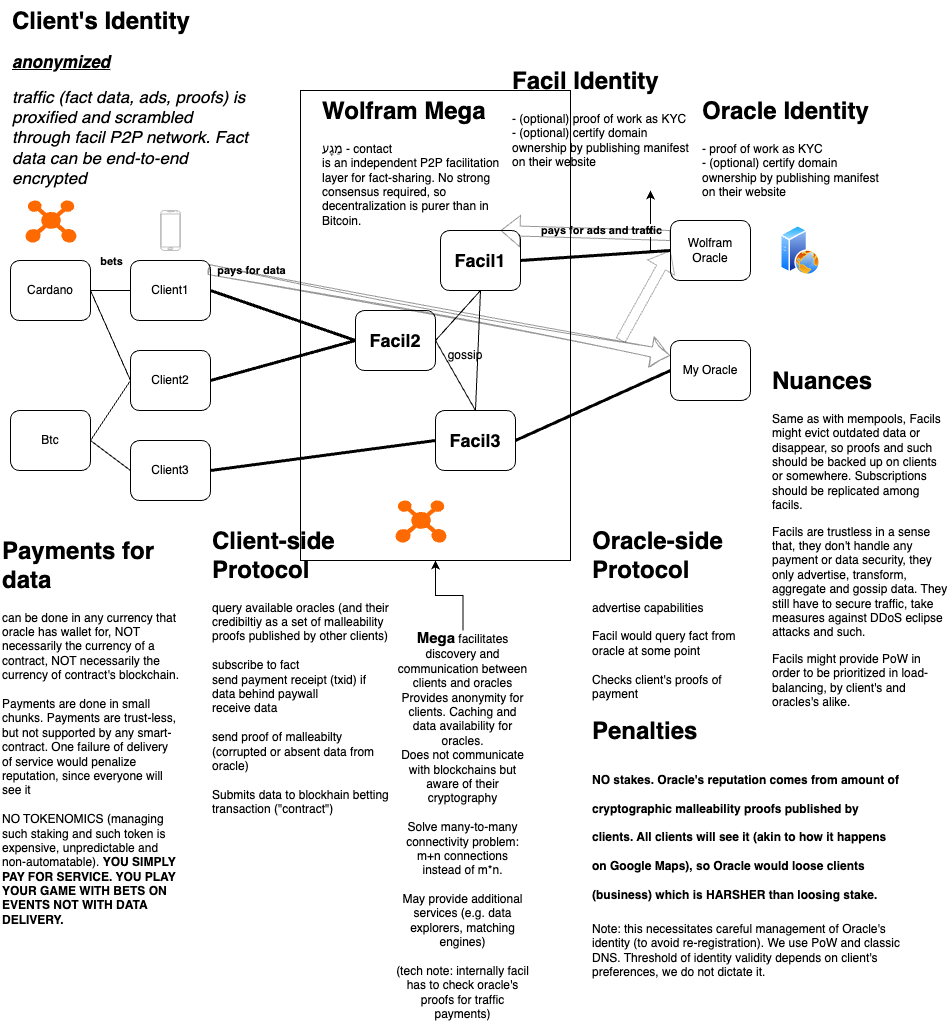 Client's Identity
anonymized
traffic (fact data, ads, proofs) is
proxified and scrambled
through facil P2P network. Fact
data can be end-to-end
encrypted
Wolfram Mega
מַגָע - contact
is an independent P2P facilitation
layer for fact-sharing. No strong
consensus required, so
decentralization is purer than in
Bitcoin.
Facil Identity
- (optional) proof of work as KYC
- (optional) certify domain
ownership by publishing manifest
on their website
Oracle Identity
- proof of work as KYC
- (optional) certify domain
ownership by publishing manifest
on their website
bets
pays for data
pays for ads and traffic
Cardano
Client1
Client2
Btc
Client3
Facil1
Facil2
gossip
Facil3
Wolfram
Oracle
My Oracle
Nuances
Same as with mempools, Facils
might evict outdated data or
disappear, so proofs and such
should be backed up on clients
or somewhere. Subscriptions
should be replicated among
facils.
Facils are trustless in a sense
that, they don't handle any
payment or data security, they
only advertise, transform,
aggregate and gossip data. They
still have to secure traffic, take
measures against DDoS eclipse
attacks and such.
Facils might provide PoW in
order to be prioritized in load-
balancing, by client's and
oracles's alike.
Payments for
data
can be done in any currency that
oracle has wallet for, NOT
necessarily the currency of a
contract, NOT necessarily the
currency of contract's blockchain.
Payments are done in small
chunks. Payments are trust-less,
but not supported by any smart-
contract. One failure of delivery
of service would penalize
reputation, since everyone will
see it
NO TOKENOMICS (managing
such staking and such token is
expensive, unpredictable and
non-automatable). YOU SIMPLY
PAY FOR SERVICE. YOU PLAY
YOUR GAME WITH BETS ON
EVENTS NOT WITH DATA
DELIVERY.
Client-side
Protocol
query available oracles (and their
credibiltiy as a set of malleability
proofs published by other clients)
subscribe to fact
send payment receipt (txid) if
data behind paywall
receive data
send proof of malleabilty
(corrupted or absent data from
oracle)
Submits data to blockhain betting
transaction ("contract")
Mega facilitates
discovery and
communication between
clients and oracles
Provides anonymity for
clients. Caching and
data availability for
oracles.
Does not communicate
with blockchains but
aware of their
cryptography
Solve many-to-many
connectivity problem:
m+n connections
instead of m*n.
May provide additional
services (e.g. data
explorers, matching
engines)
(tech note: internally facil
has to check oracle's
proofs for traffic
payments)
Oracle-side
Protocol
advertise capabilities
Facil would query fact from
oracle at some point
Checks client's proofs of
payment
Penalties
NO stakes. Oracle's reputation comes from amount of
cryptographic malleability proofs published by
clients. All clients will see it (akin to how it happens
on Google Maps), so Oracle would loose clients
(business) which is HARSHER than loosing stake.
Note: this necessitates careful management of Oracle's
identity (to avoid re-registration). We use PoW and classic
DNS. Threshold of identity validity depends on client's
preferences, we do not dictate it.